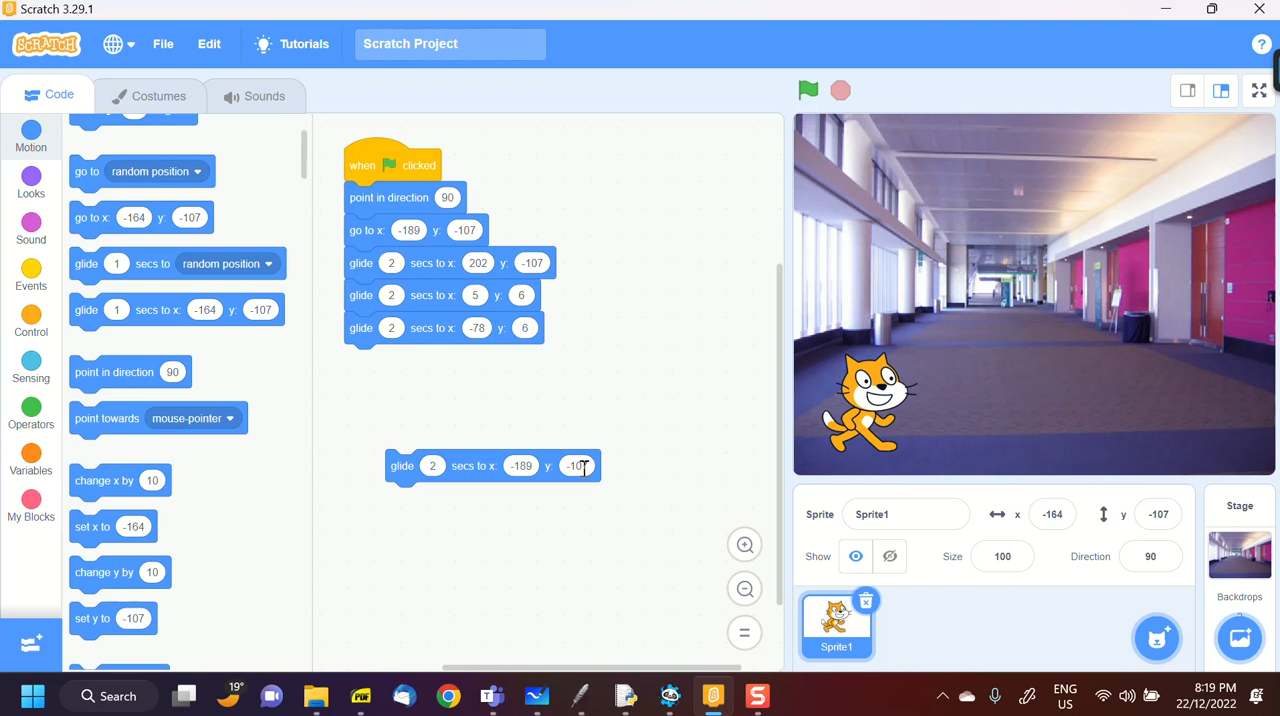 Scratch 3.29.1
SCRATCH File Edit Tutorials Scratch Project ?
Code Costumes Sounds
Motion
Looks
Sound
Events
Control
Sensing
Operators
Variables
My Blocks
go to random position
go to x: -164 y: -107
glide 1 secs to random position
glide 1 secs to x: -164 y: -107
point in direction 90
point towards mouse-pointer
change x by 10
set x to -164
change y by 10
set y to -107
when clicked
point in direction 90
go to x: -189 y: -107
glide 2 secs to x: 202 y: -107
glide 2 secs to x: 5 y: 6
glide 2 secs to x: -78 y: 6
glide 2 secs to x: -189 y: -107
Sprite Sprite1 x -164 y -107
Show Size 100 Direction 90
Sprite1
Stage
Backdrops
Search 19° PDF ENG US 8:19 PM 22/12/2022